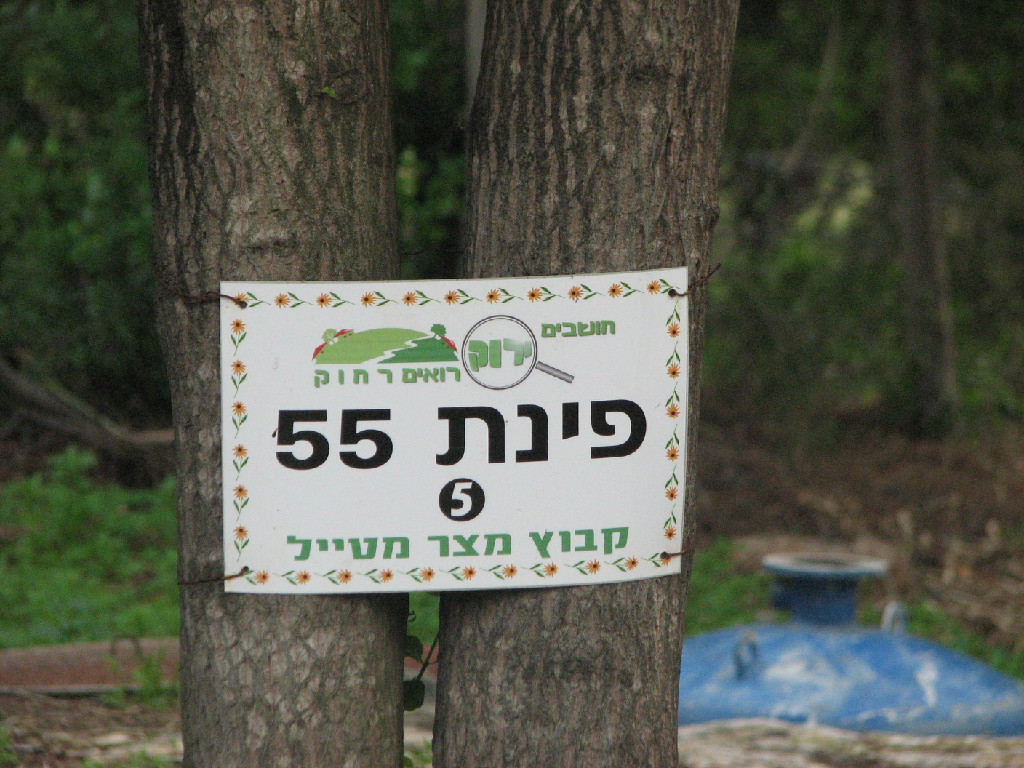 חושבים
ירוק
רואים רחוק
פינת 55
5
קבוץ מצר מטייל